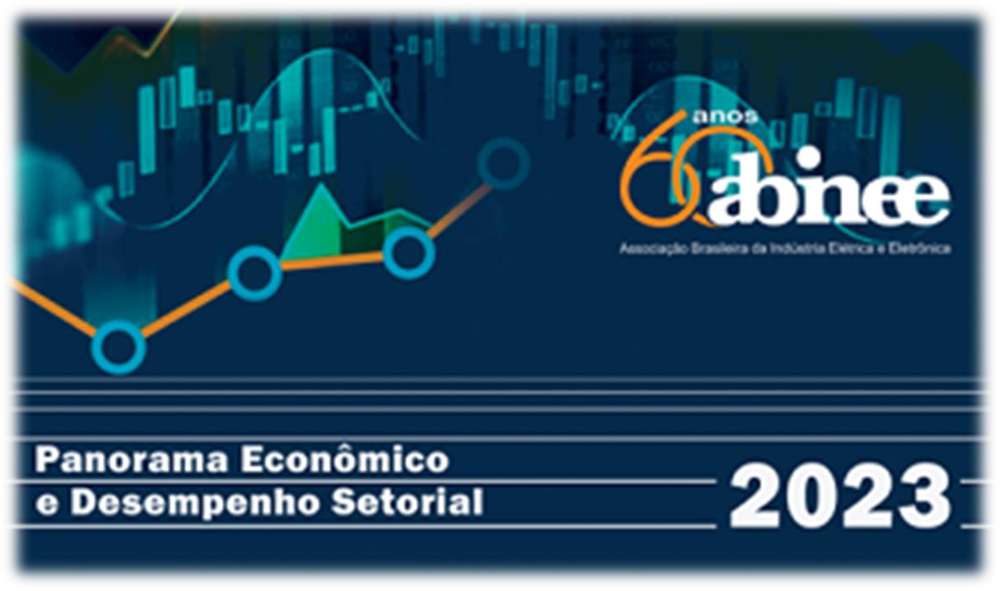 60 anos
abinee
Associação Brasileira da Indústria Elétrica e Eletrônica
Panorama Econômico
e Desempenho Setorial
2023